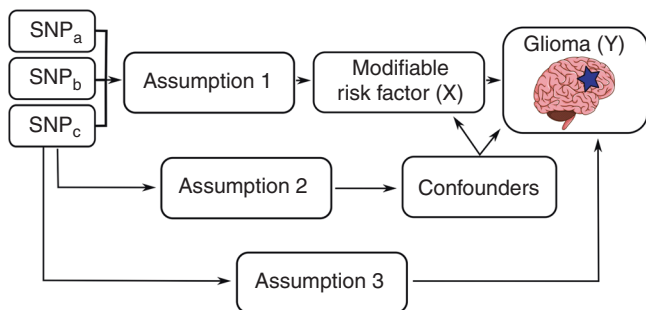 SNPa
Glioma (Y)
SNPb
Assumption 1
Modifiable
risk factor (X)
SNPc
Assumption 2
Confounders
Assumption 3